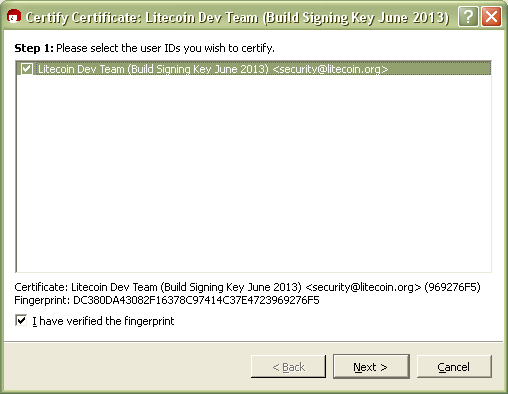 Certify Certificate: Litecoin Dev Team (Build Signing Key June 2013)
Step 1: Please select the user IDs you wish to certify.
Litecoin Dev Team (Build Signing Key June 2013) <security@litecoin.org>
Certificate: Litecoin Dev Team (Build Signing Key June 2013) <security@litecoin.org> (969276F5)
Fingerprint: DC380DA43082F16378C97414C37E4723969276F5
I have verified the fingerprint
< Back Next > Cancel